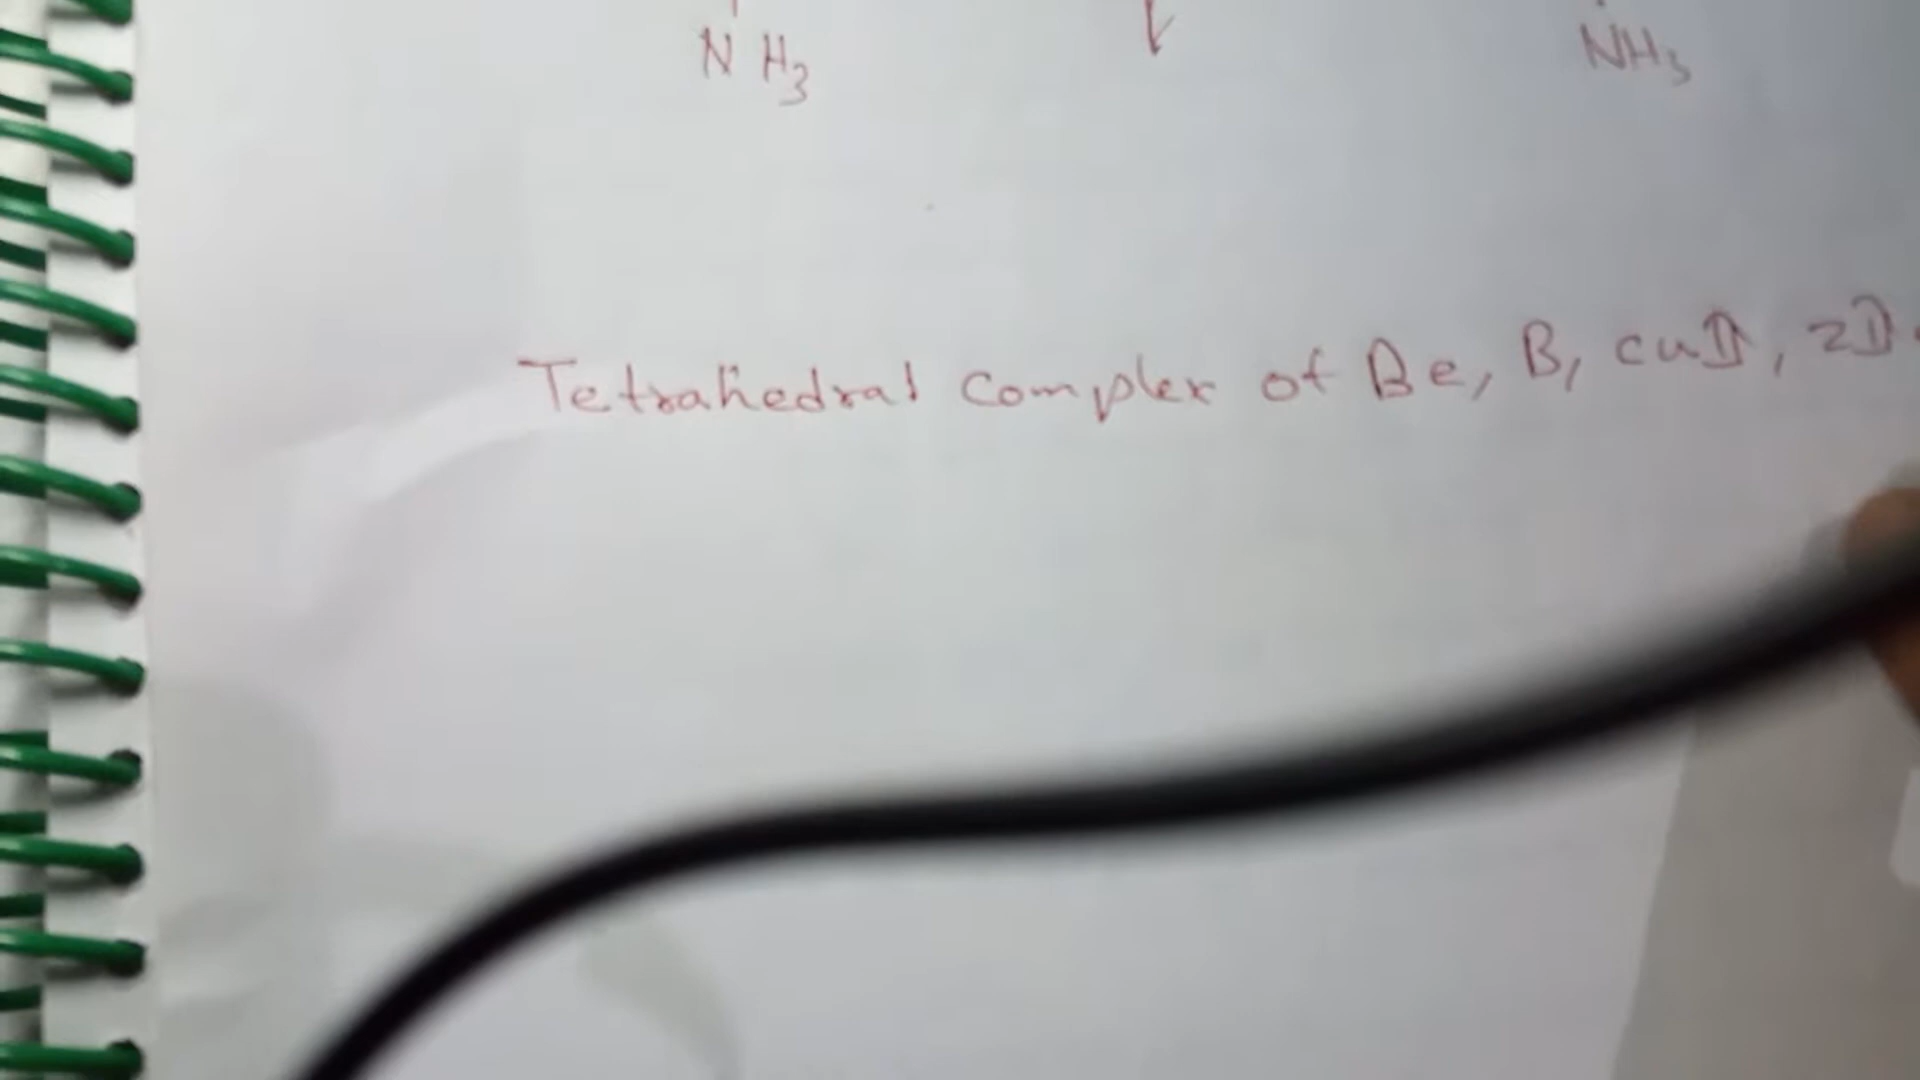 NH3 NH3
Tetrahedral complex of Be, B, cuII, zII